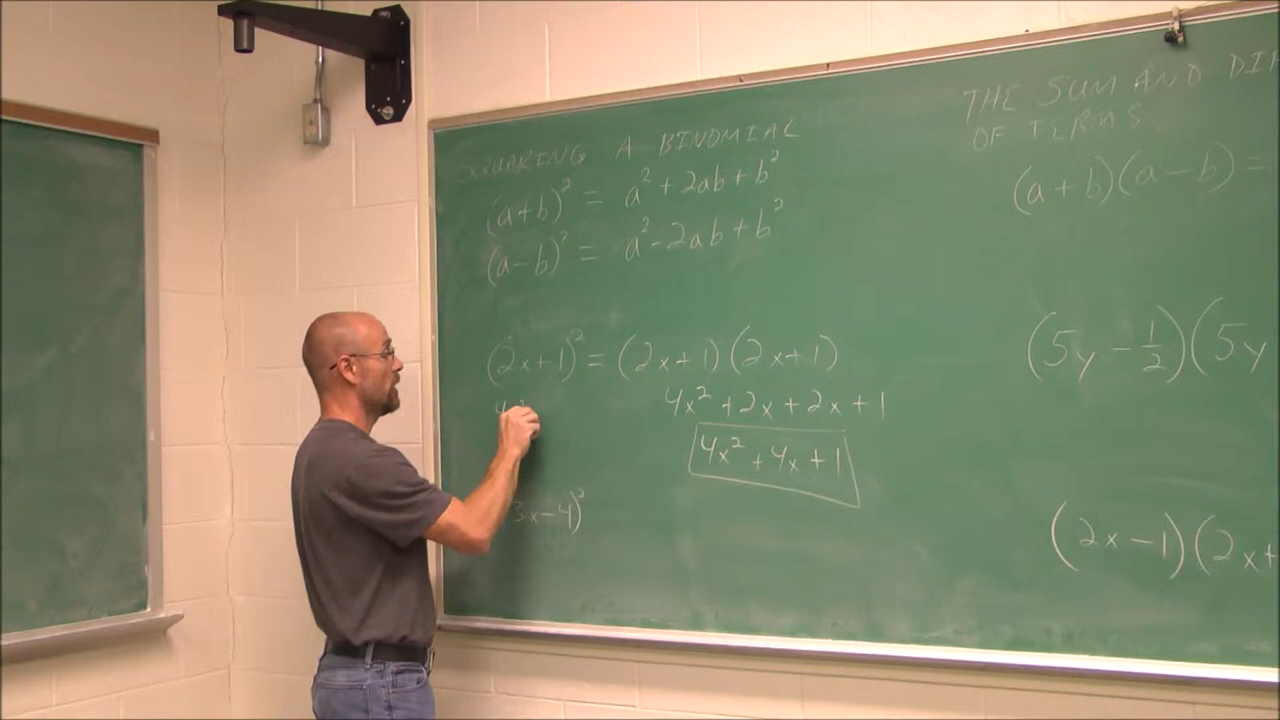 SQUARING A BINOMIAL
(a+b)² = a² + 2ab + b²
(a-b)² = a² - 2ab + b²
(2x+1)² = (2x+1)(2x+1)
4x² + 2x + 2x + 1
4x² + 4x + 1
4x²
3x-4)²
THE SUM AND DI
OF TERMS
(a+b)(a-b) =
(5y - 1/2)(5y
(2x-1)(2x+